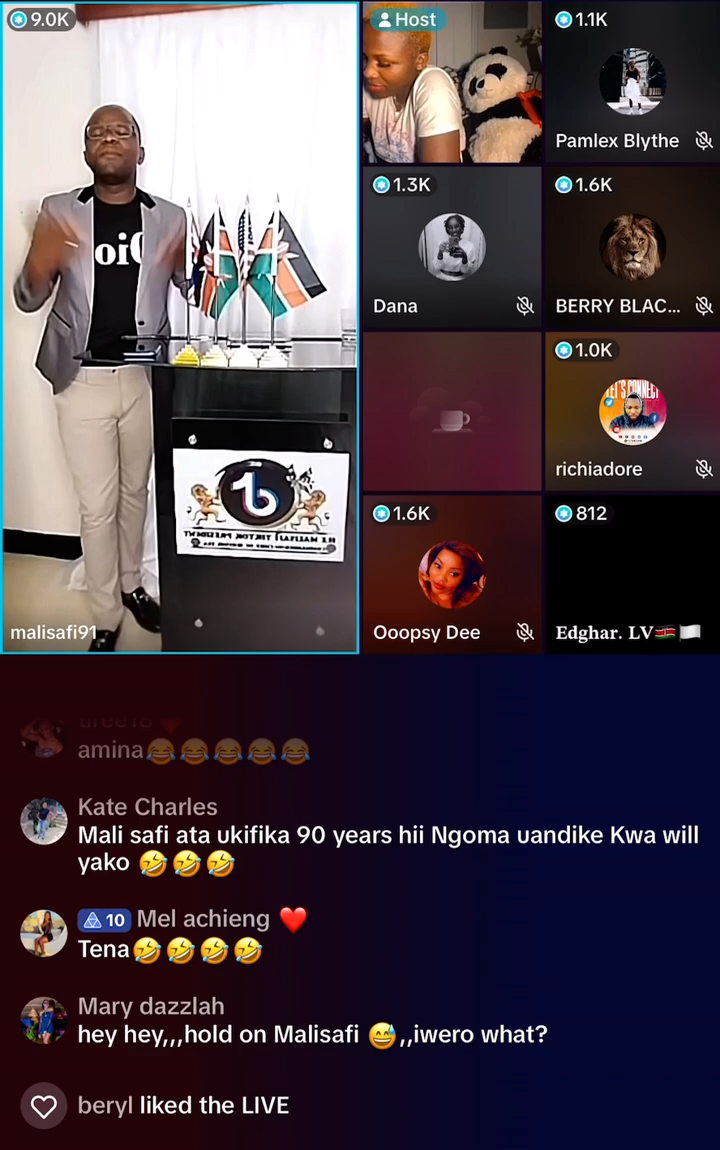 9.0K
oi
malisafi91
Host
1.1K
Pamlex Blythe
1.3K
Dana
1.6K
BERRY BLAC...
LET'S CONNECT
1.0K
richiadore
1.6K
Ooopsy Dee
812
Edghar. LV🇰🇪🏳️
amina😂😂😂😂😂
Kate Charles
Mali safi ata ukifika 90 years hii Ngoma uandike Kwa will
yako 🤣🤣🤣
10 Mel achieng ❤️
Tena🤣🤣🤣🤣
Mary dazzlah
hey hey,,,hold on Malisafi 😅,,iwero what?
beryl liked the LIVE